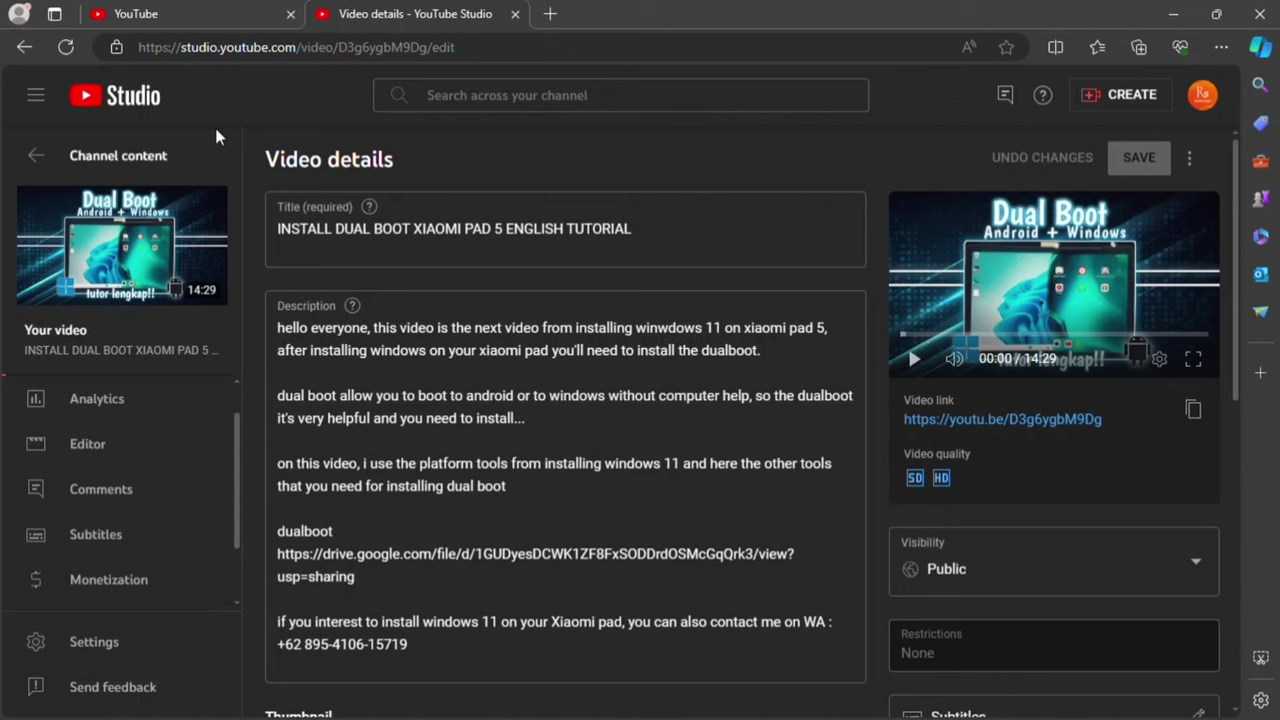 YouTube
Video details - YouTube Studio
https://studio.youtube.com/video/D3g6ygbM9Dg/edit
Studio
Search across your channel
CREATE
Channel content
Dual Boot
Android + Windows
tutor lengkap!!
14:29
Your video
INSTALL DUAL BOOT XIAOMI PAD 5 ...
Analytics
Editor
Comments
Subtitles
Monetization
Settings
Send feedback
Video details
UNDO CHANGES
SAVE
Title (required)
INSTALL DUAL BOOT XIAOMI PAD 5 ENGLISH TUTORIAL
Description
hello everyone, this video is the next video from installing winwdows 11 on xiaomi pad 5,
after installing windows on your xiaomi pad you'll need to install the dualboot.
dual boot allow you to boot to android or to windows without computer help, so the dualboot
it's very helpful and you need to install...
on this video, i use the platform tools from installing windows 11 and here the other tools
that you need for installing dual boot
dualboot
https://drive.google.com/file/d/1GUDyesDCWK1ZF8FxSODDrdOSMcGqQrk3/view?
usp=sharing
if you interest to install windows 11 on your Xiaomi pad, you can also contact me on WA :
+62 895-4106-15719
Thumbnail
Dual Boot
Android + Windows
00:00 / 14:29
tutor lengkap!!
Video link
https://youtu.be/D3g6ygbM9Dg
Video quality
SD HD
Visibility
Public
Restrictions
None
Subtitles